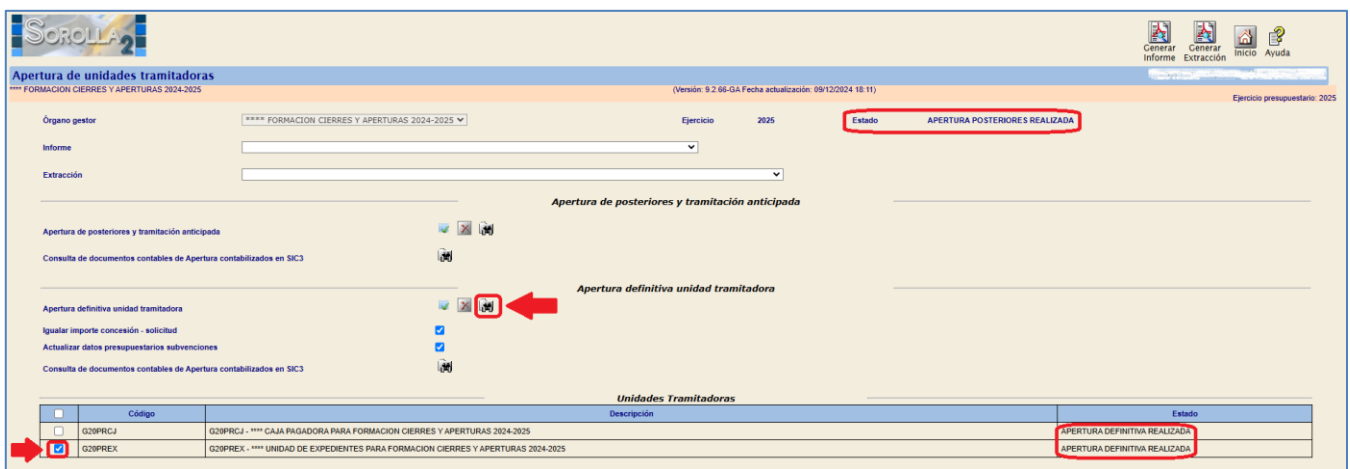 SOROLLA2
Generar Informe Generar Extracción Inicio Ayuda
Apertura de unidades tramitadoras
**** FORMACION CIERRES Y APERTURAS 2024-2025 (Versión: 9.2.66-GA Fecha actualización: 09/12/2024 18:11)
Ejercicio presupuestario: 2025
Órgano gestor **** FORMACION CIERRES Y APERTURAS 2024-2025 Ejercicio 2025 Estado APERTURA POSTERIORES REALIZADA
Informe
Extracción
Apertura de posteriores y tramitación anticipada
Apertura de posteriores y tramitación anticipada
Consulta de documentos contables de Apertura contabilizados en SIC3
Apertura definitiva unidad tramitadora
Apertura definitiva unidad tramitadora
Igualar importe concesión - solicitud
Actualizar datos presupuestarios subvenciones
Consulta de documentos contables de Apertura contabilizados en SIC3
Unidades Tramitadoras
Código Descripción Estado
G20PRCJ G20PRCJ - **** CAJA PAGADORA PARA FORMACION CIERRES Y APERTURAS 2024-2025 APERTURA DEFINITIVA REALIZADA
G20PREX G20PREX - **** UNIDAD DE EXPEDIENTES PARA FORMACION CIERRES Y APERTURAS 2024-2025 APERTURA DEFINITIVA REALIZADA